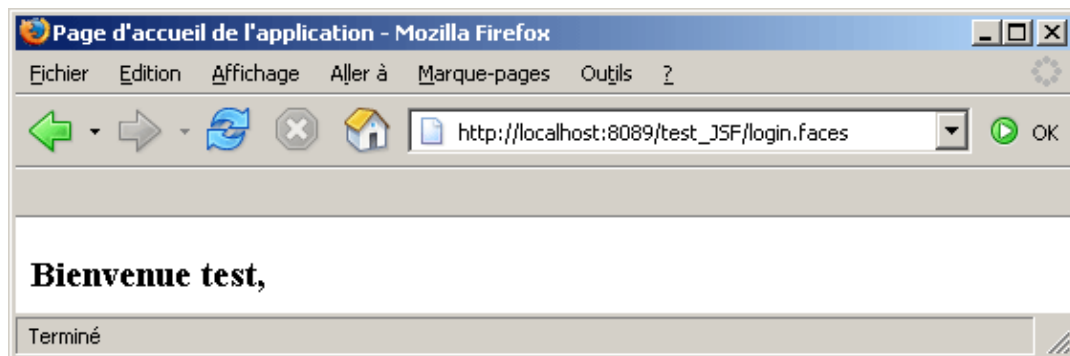 Page d'accueil de l'application - Mozilla Firefox
Fichier Edition Affichage Aller à Marque-pages Outils ?
http://localhost:8089/test_JSF/login.faces OK
Bienvenue test,
Terminé